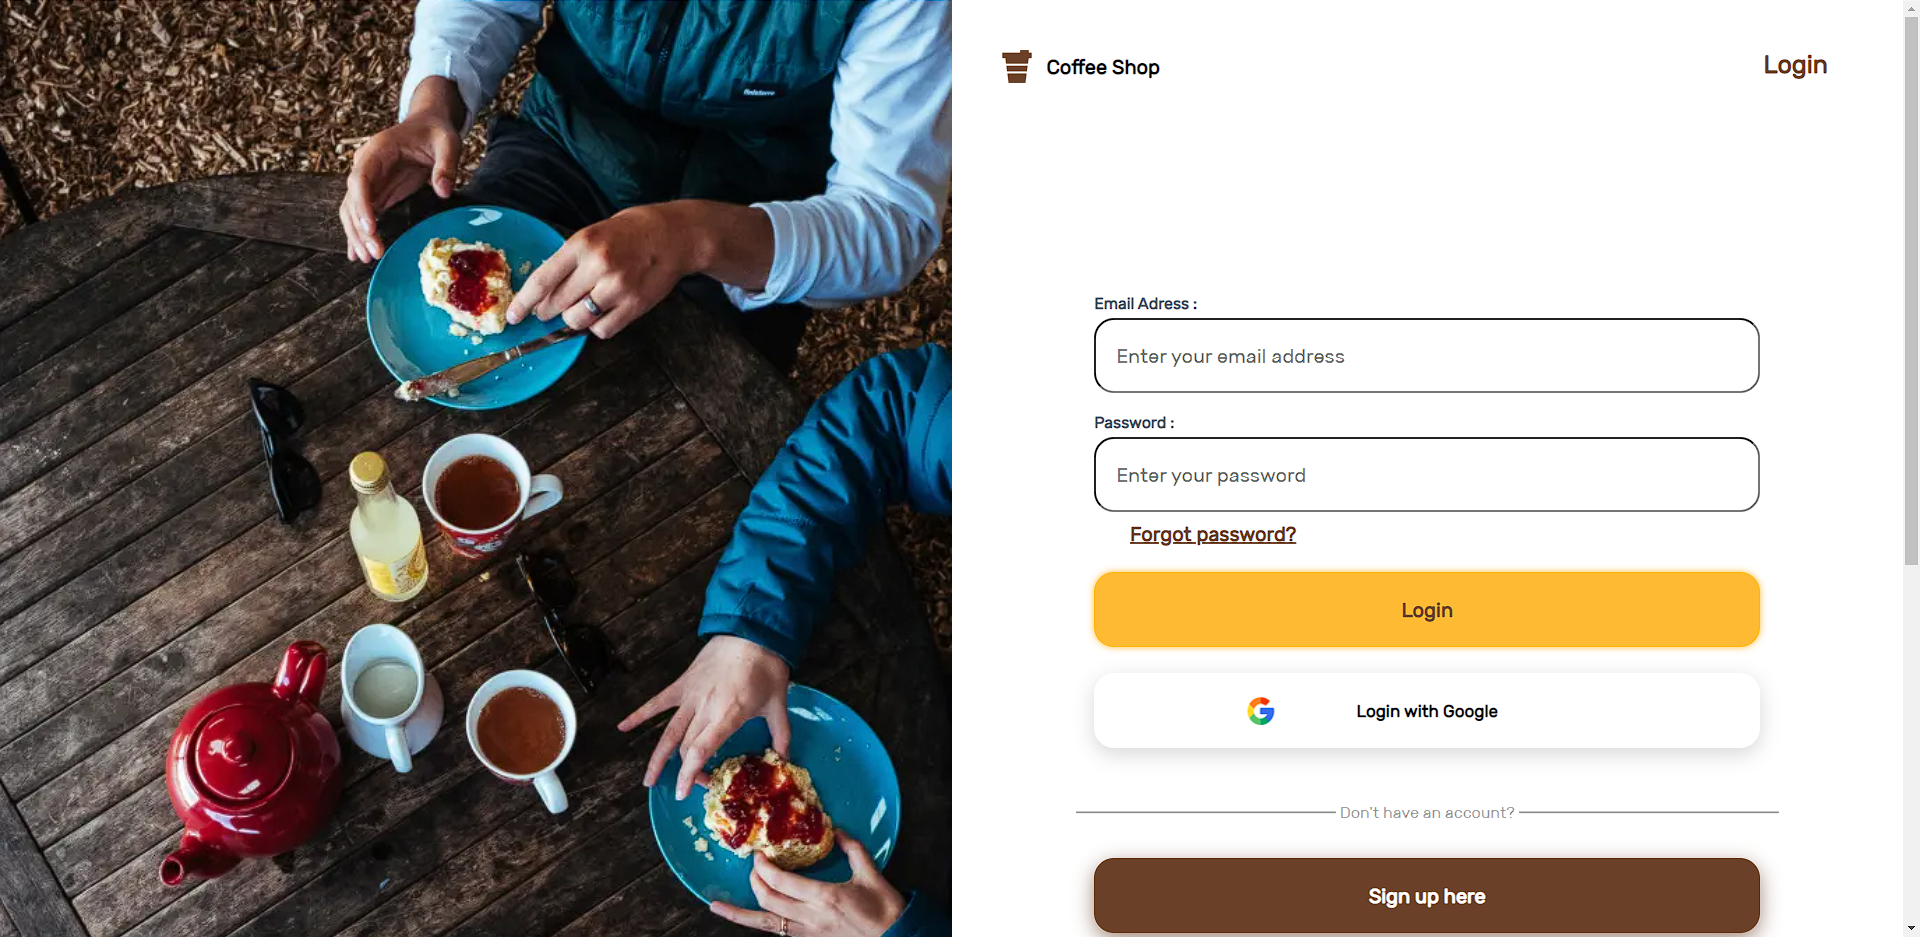 Coffee Shop
Login
Email Adress :
Enter your email address
Password :
Enter your password
Forgot password?
Login
Login with Google
Don't have an account?
Sign up here